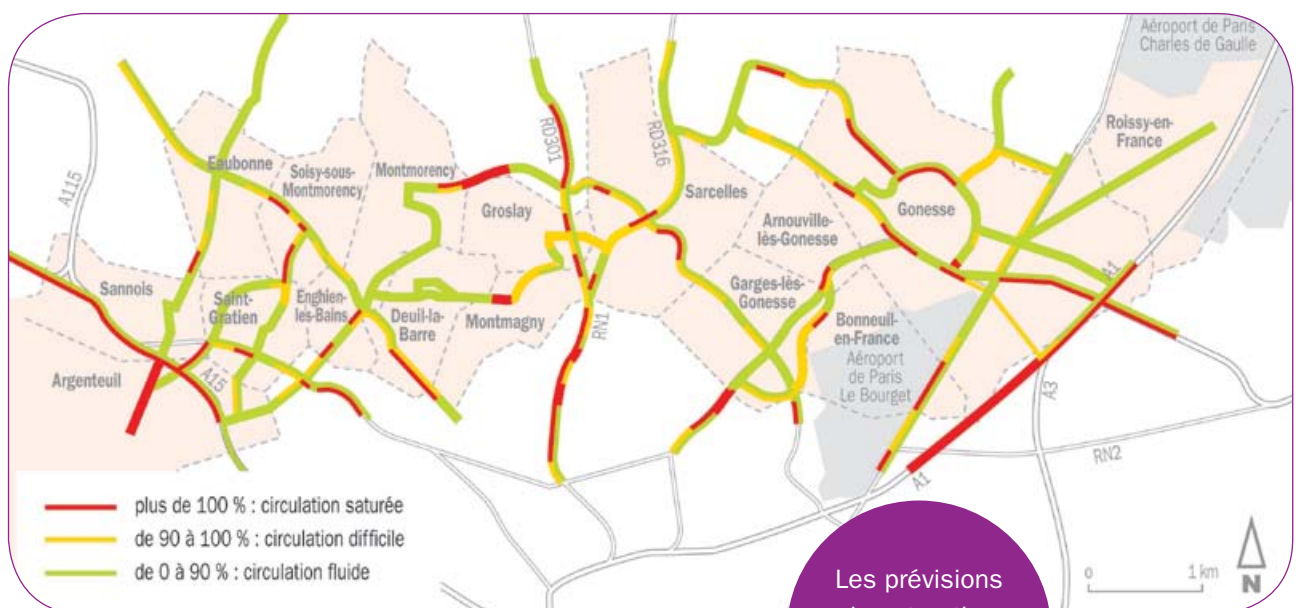 Aéroport de Paris
Charles de Gaulle
Roissy-en-
France
A115
Eaubonne
Soisy-sous-
Montmorency
Montmorency
RD301
RD316
Groslay
Sarcelles
Arnouville-
lès-Gonesse
Gonesse
A1
Sannois
Saint-
Gratien
Enghien-
les-Bains
Deuil-la-
Barre
Montmagny
RN1
Garges-lès-
Gonesse
Bonneuil-
en-France
Aéroport
de Paris
Le Bourget
Argenteuil
A15
A3
RN2
A1
plus de 100 % : circulation saturée
de 90 à 100 % : circulation difficile
de 0 à 90 % : circulation fluide
0 1 km
N
Les prévisions